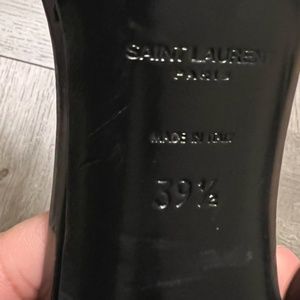 SAINT LAURENT
PARIS
MADE IN ITALY
39½